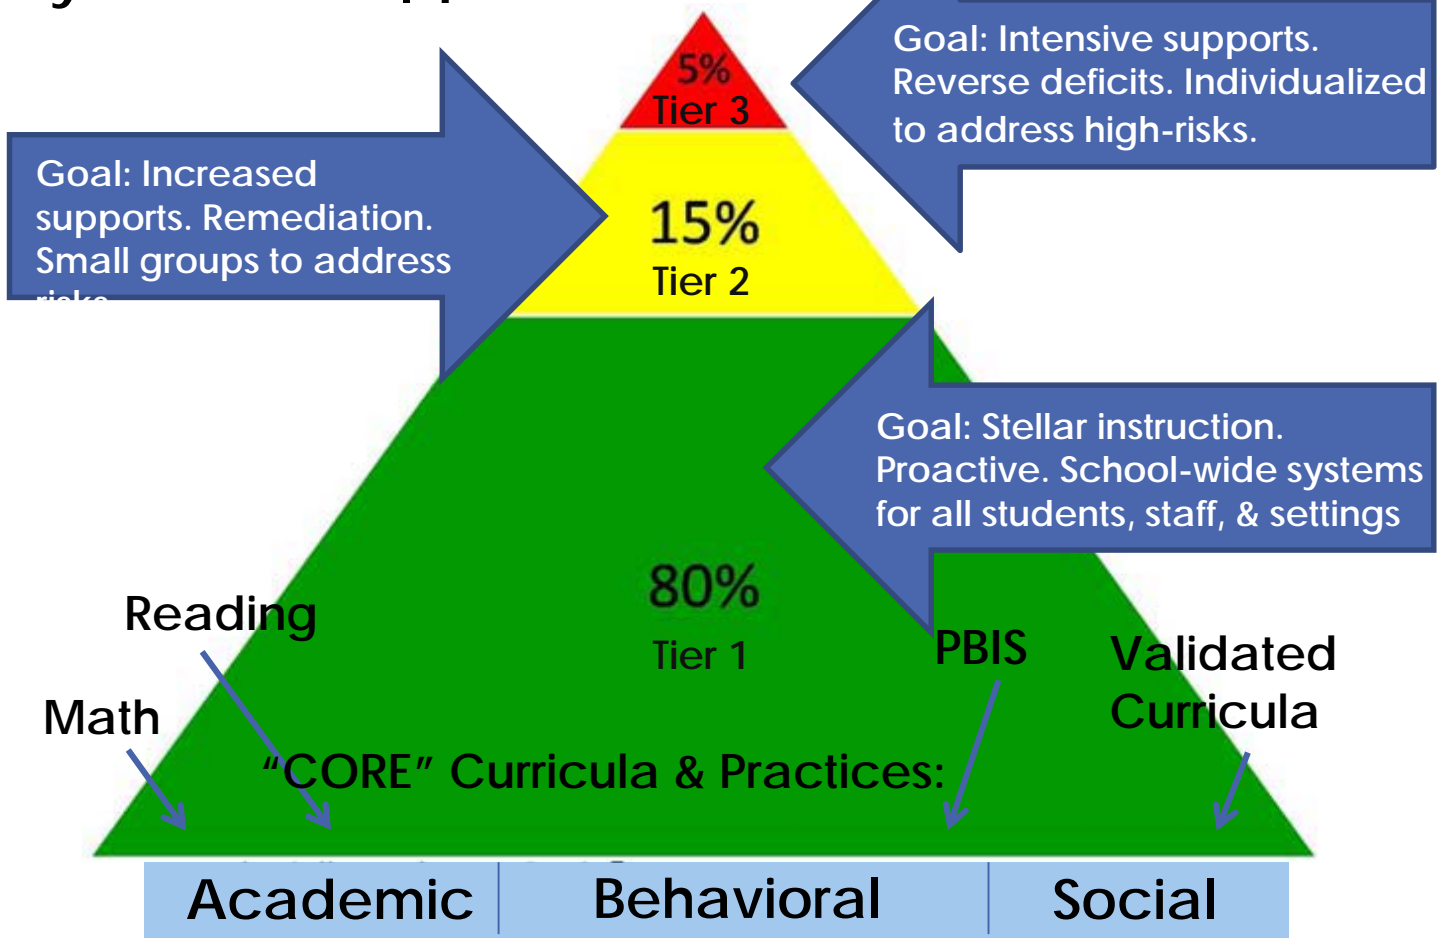 5%
Tier 3
Goal: Intensive supports.
Reverse deficits. Individualized
to address high-risks.
Goal: Increased
supports. Remediation.
Small groups to address
risks
15%
Tier 2
Goal: Stellar instruction.
Proactive. School-wide systems
for all students, staff, & settings
80%
Tier 1
Reading
Math
PBIS
Validated
Curricula
“CORE” Curricula & Practices:
Academic
Behavioral
Social